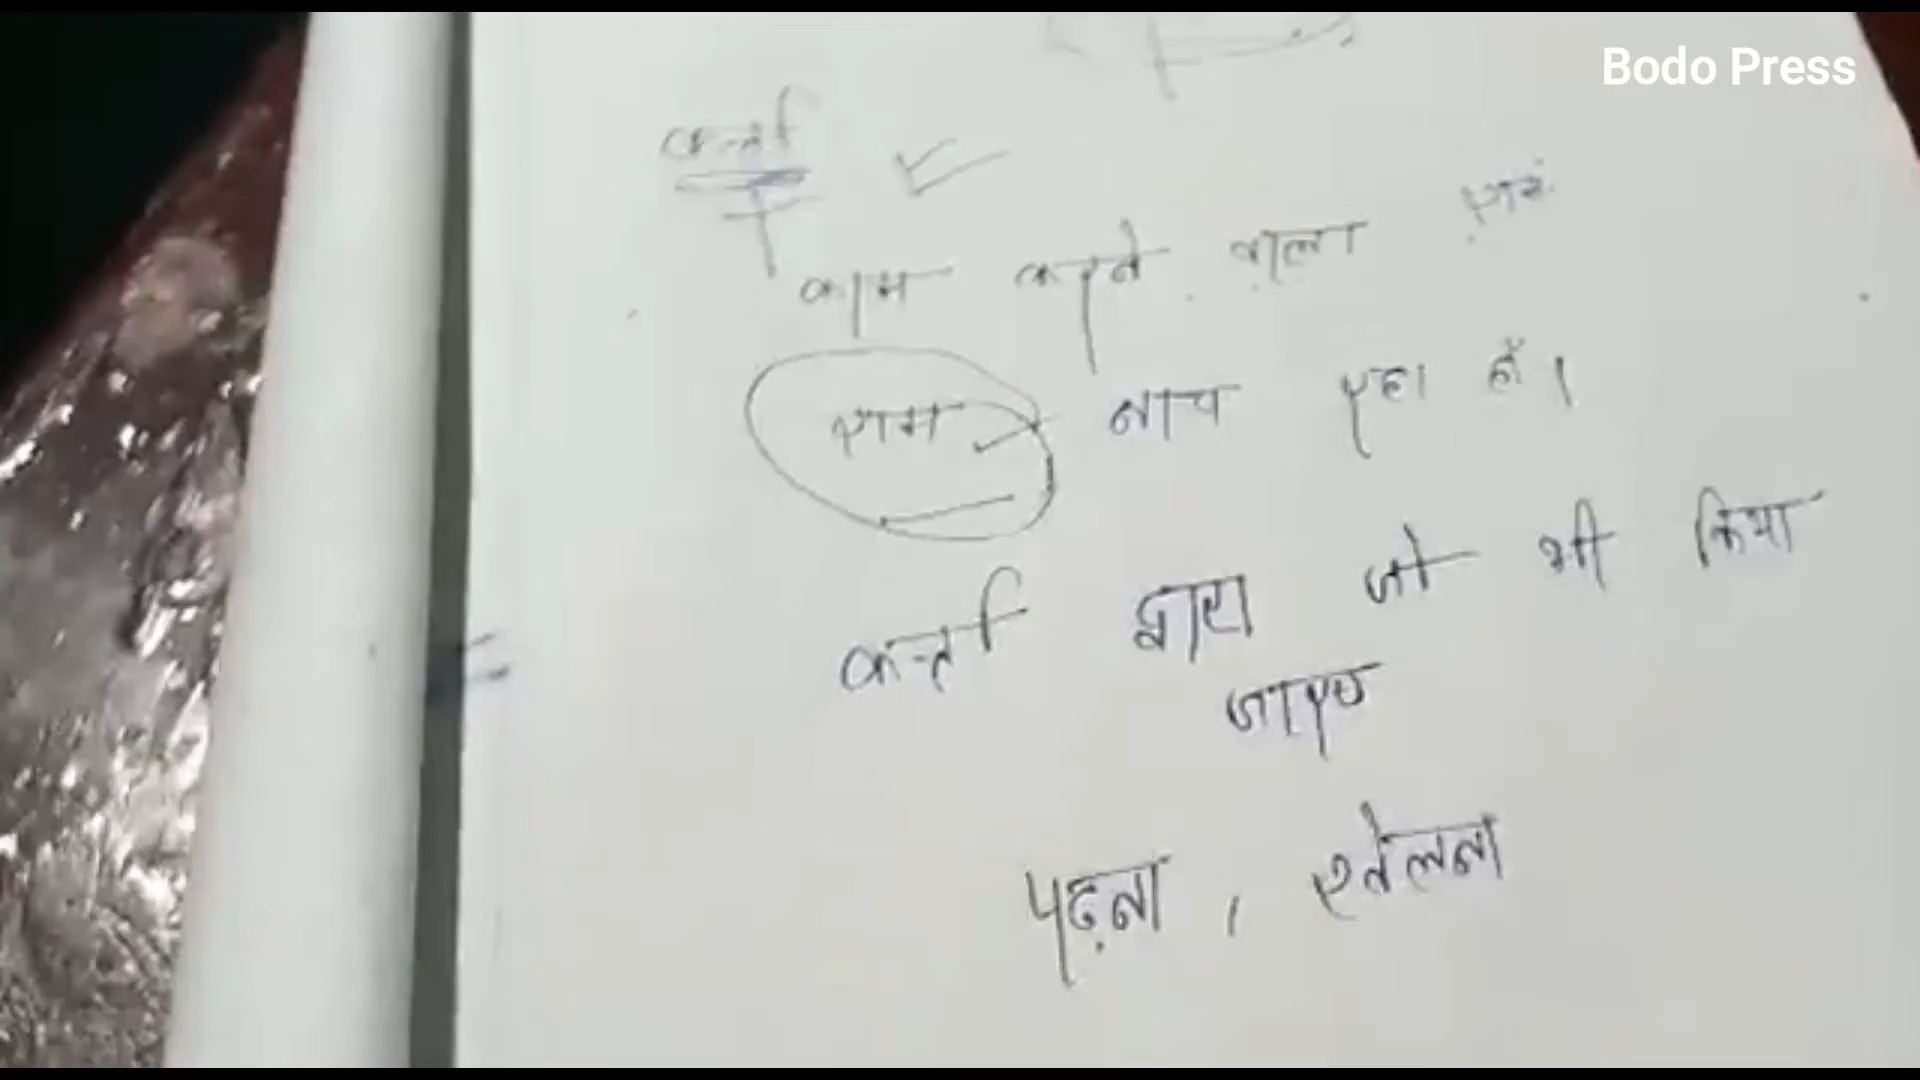 Bodo Press
कर्ता
काम करने वाला
राम नाच रहा हैं।
कर्ता द्वारा जो भी किया
जाए
पढ़ना, खेलना